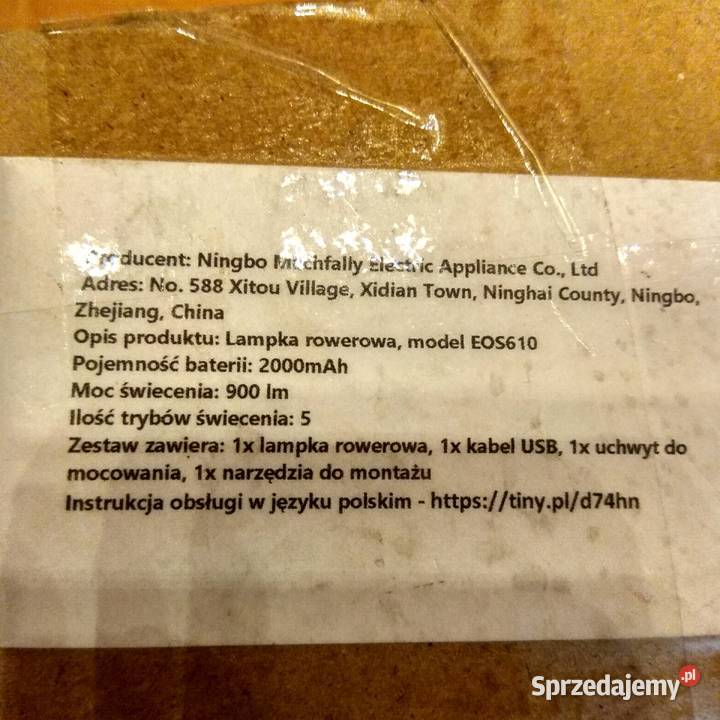 Producent: Ningbo Muchfally Electric Appliance Co., Ltd
Adres: No. 588 Xitou Village, Xidian Town, Ninghai County, Ningbo,
Zhejiang, China
Opis produktu: Lampka rowerowa, model EOS610
Pojemność baterii: 2000mAh
Moc świecenia: 900 lm
Ilość trybów świecenia: 5
Zestaw zawiera: 1x lampka rowerowa, 1x kabel USB, 1x uchwyt do
mocowania, 1x narzędzia do montażu
Instrukcja obsługi w języku polskim - https://tiny.pl/d74hn
Sprzedajemy.pl